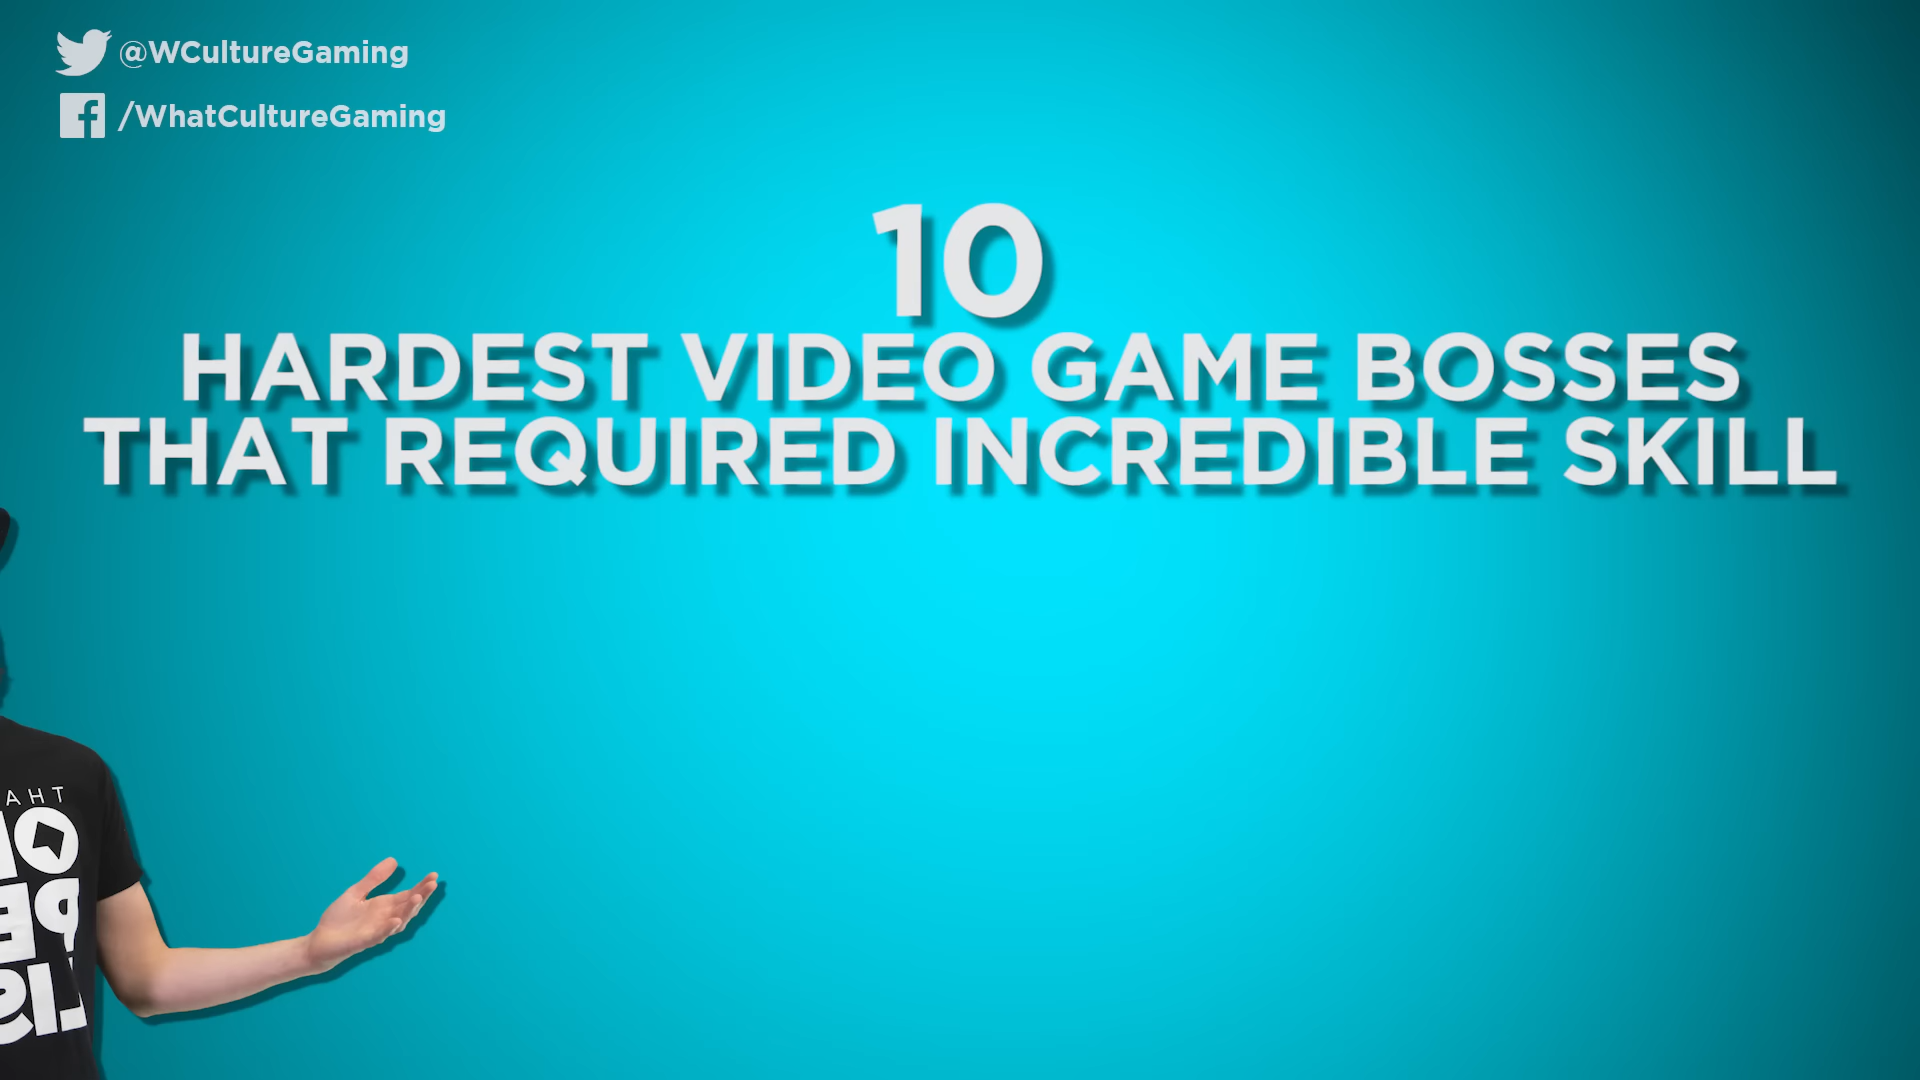 @WCultureGaming
/WhatCultureGaming
10
HARDEST VIDEO GAME BOSSES
THAT REQUIRED INCREDIBLE SKILL